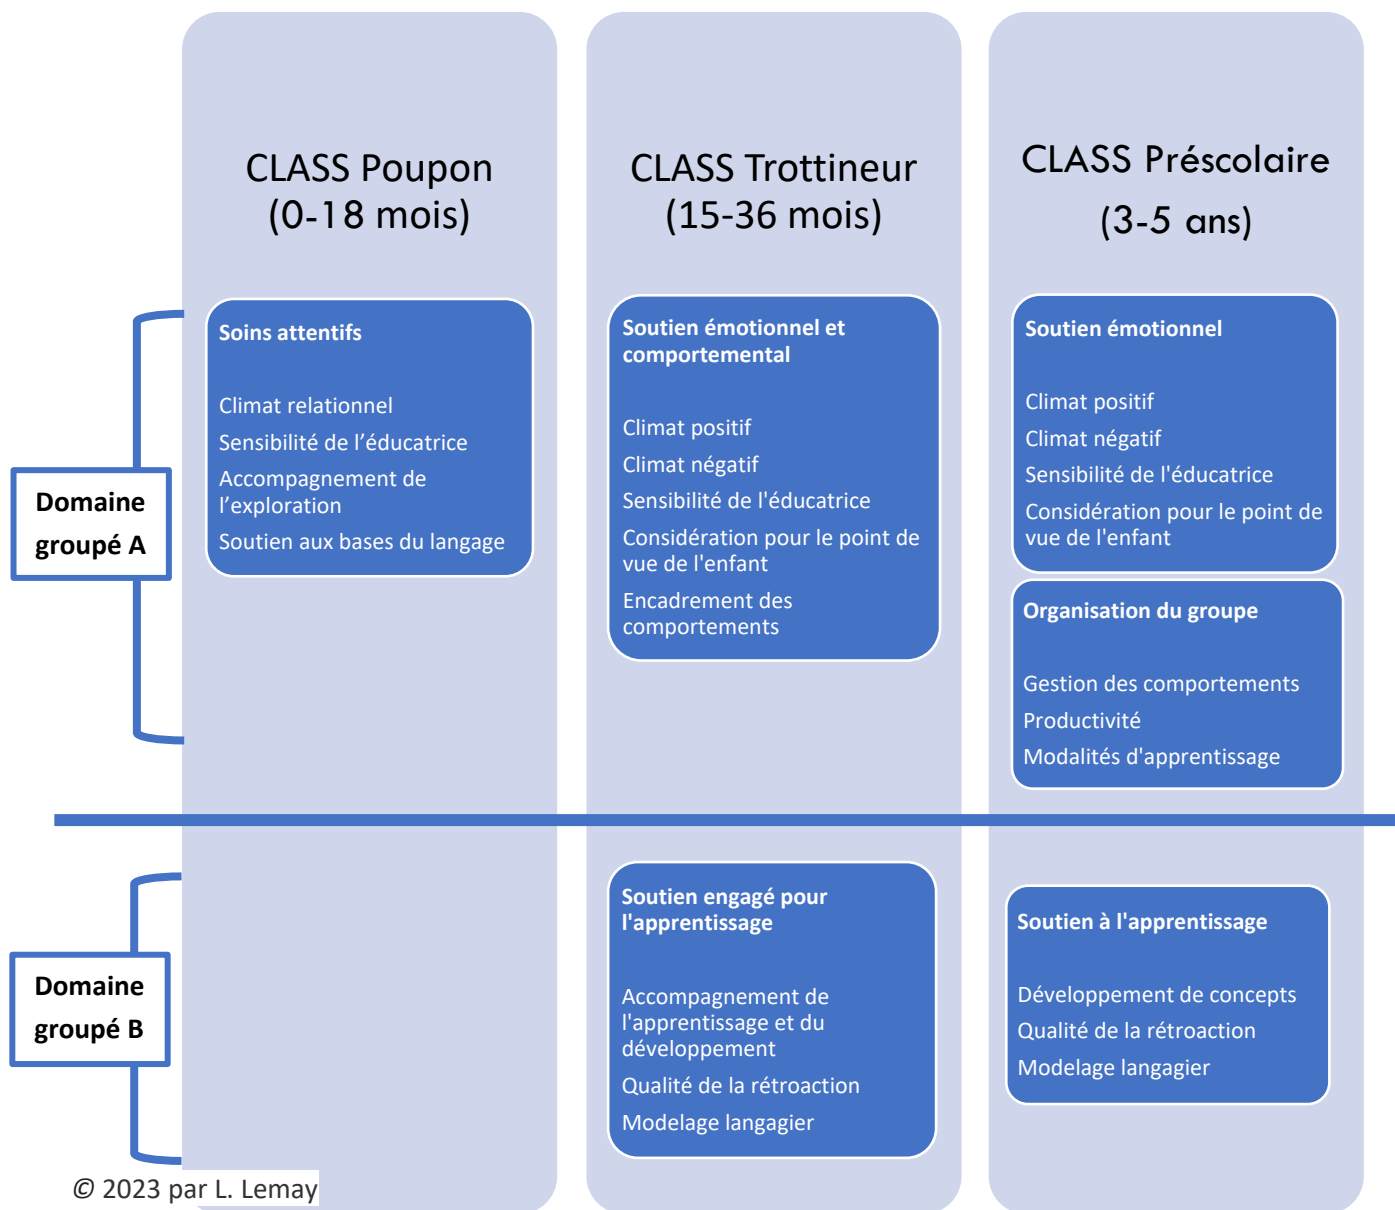 CLASS Poupon
(0-18 mois)
CLASS Trottineur
(15-36 mois)
CLASS Préscolaire
(3-5 ans)
Domaine
groupé A
Soins attentifs
Climat relationnel
Sensibilité de l’éducatrice
Accompagnement de
l’exploration
Soutien aux bases du langage
Soutien émotionnel et
comportemental
Climat positif
Climat négatif
Sensibilité de l'éducatrice
Considération pour le point de
vue de l'enfant
Encadrement des
comportements
Soutien émotionnel
Climat positif
Climat négatif
Sensibilité de l'éducatrice
Considération pour le point de
vue de l'enfant
Organisation du groupe
Gestion des comportements
Productivité
Modalités d'apprentissage
Domaine
groupé B
Soutien engagé pour
l'apprentissage
Accompagnement de
l'apprentissage et du
développement
Qualité de la rétroaction
Modelage langagier
Soutien à l'apprentissage
Développement de concepts
Qualité de la rétroaction
Modelage langagier
© 2023 par L. Lemay